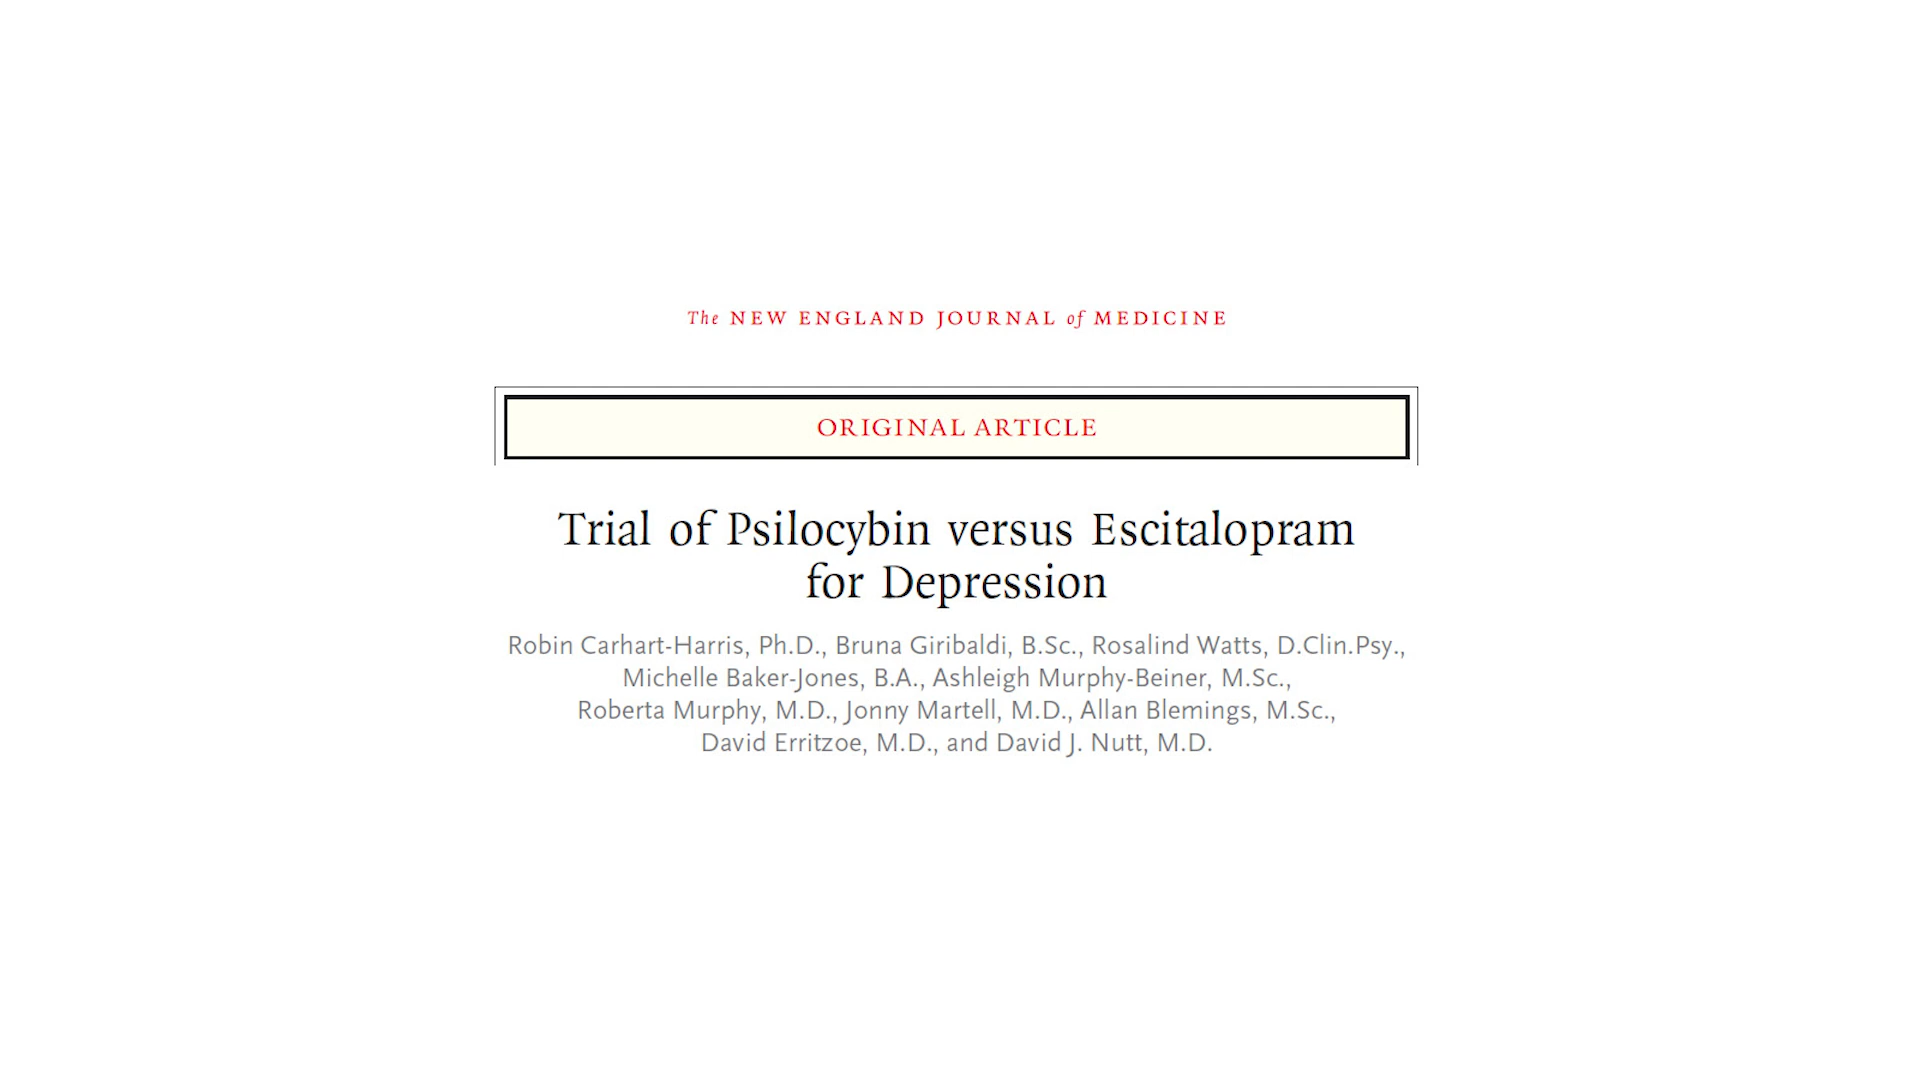 The NEW ENGLAND JOURNAL of MEDICINE
ORIGINAL ARTICLE
Trial of Psilocybin versus Escitalopram
for Depression
Robin Carhart-Harris, Ph.D., Bruna Giribaldi, B.Sc., Rosalind Watts, D.Clin.Psy.,
Michelle Baker-Jones, B.A., Ashleigh Murphy-Beiner, M.Sc.,
Roberta Murphy, M.D., Jonny Martell, M.D., Allan Blemings, M.Sc.,
David Erritzoe, M.D., and David J. Nutt, M.D.